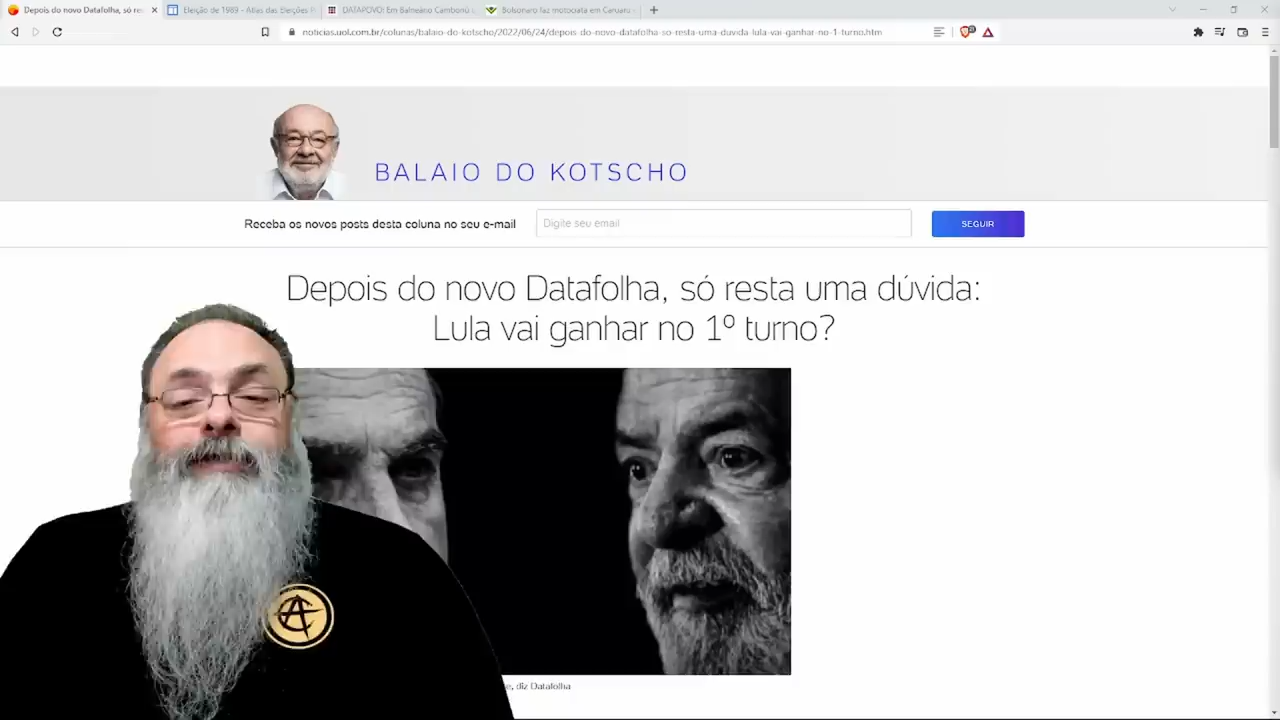 Depois do novo Datafolha, só res
Eleição de 1989 - Atlas das Eleições P
DATAPOVO: Em Balneário Camboriú
Bolsonaro faz motociata em Caruaru
noticias.uol.com.br/colunas/balaio-do-kotscho/2022/06/24/depois-do-novo-datafolha-so-resta-uma-duvida-lula-vai-ganhar-no-1-turno.htm
BALAIO DO KOTSCHO
Receba os novos posts desta coluna no seu e-mail
Digite seu email
SEGUIR
Depois do novo Datafolha, só resta uma dúvida:
Lula vai ganhar no 1º turno?
e, diz Datafolha